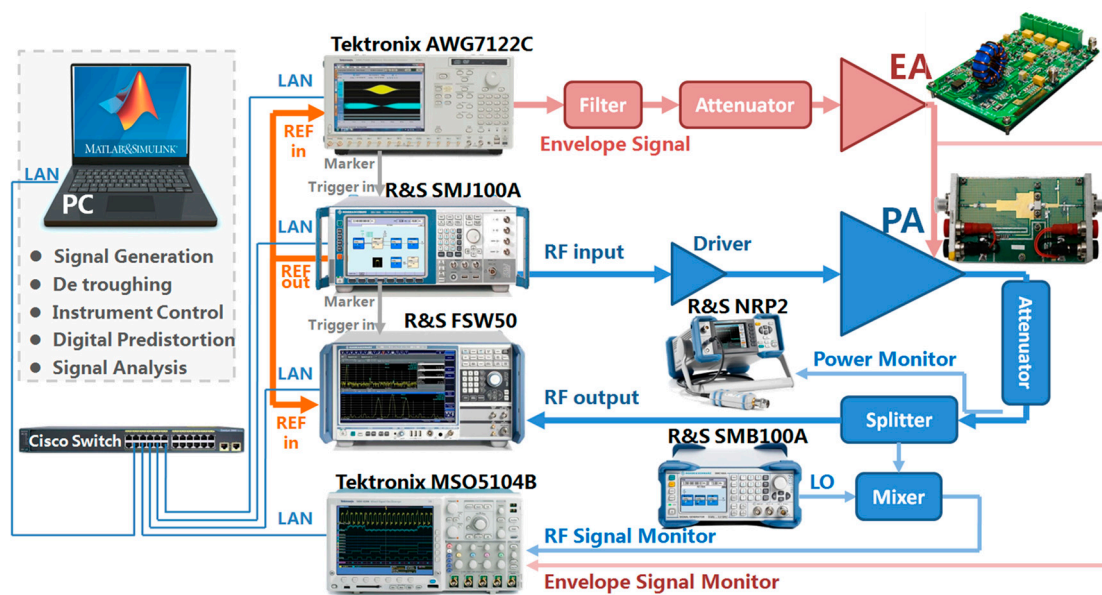 Tektronix AWG7122C
LAN
REF
in
MATLAB&SIMULINK
LAN
PC
Filter
Attenuator
EA
Envelope Signal
Marker
Trigger in
R&S SMJ100A
LAN
REF
out
Signal Generation
De troughing
Instrument Control
Digital Predistortion
Signal Analysis
RF input
Driver
PA
Marker
Trigger in
R&S FSW50
R&S NRP2
Attenuator
LAN
Power Monitor
RF output
REF
in
Cisco Switch
Splitter
R&S SMB100A
LO
Mixer
Tektronix MSO5104B
LAN
RF Signal Monitor
Envelope Signal Monitor